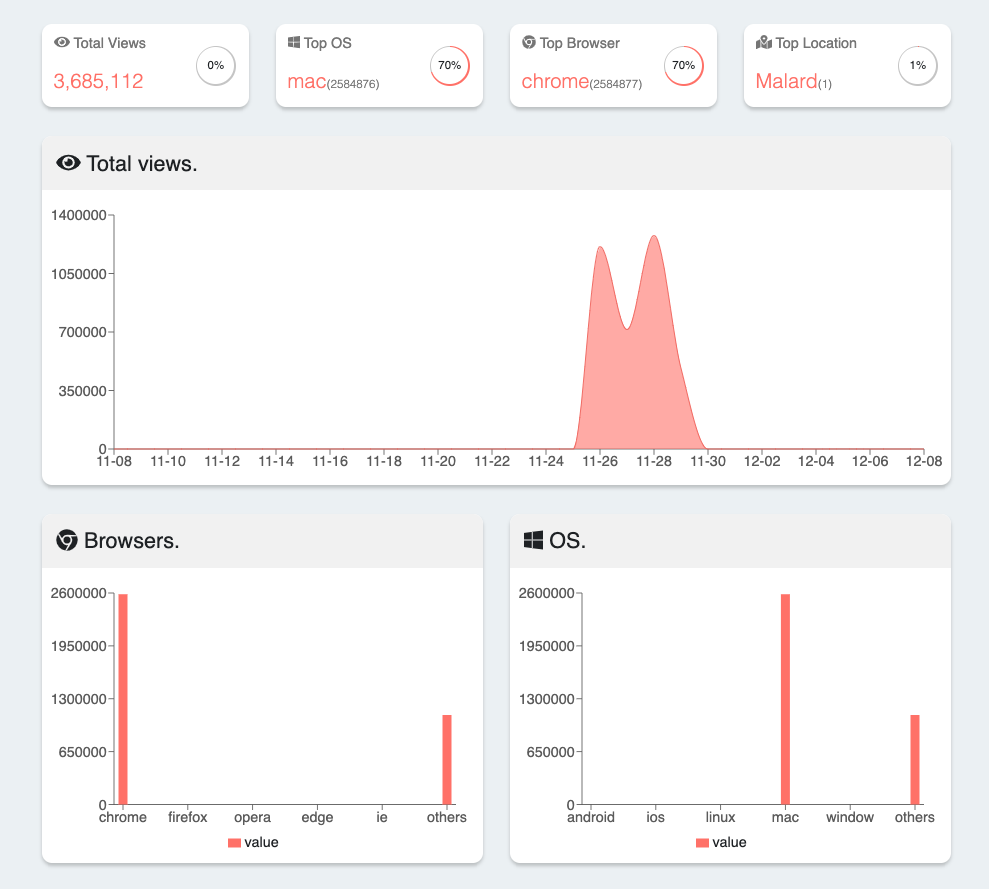 Total Views
3,685,112
0%
Top OS
mac(2584876)
70%
Top Browser
chrome(2584877)
70%
Top Location
Malard(1)
1%
Total views.
1400000
1050000
700000
350000
0
11-08 11-10 11-12 11-14 11-16 11-18 11-20 11-22 11-24 11-26 11-28 11-30 12-02 12-04 12-06 12-08
Browsers.
2600000
1950000
1300000
650000
0
chrome firefox opera edge ie others
value
OS.
2600000
1950000
1300000
650000
0
android ios linux mac window others
value